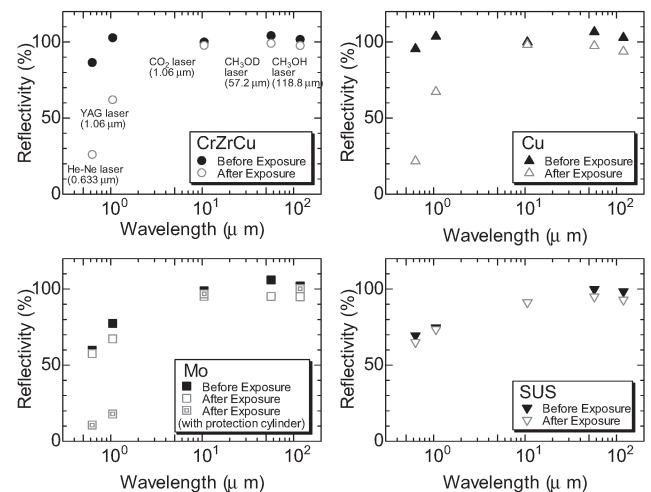 100
50
0
Reflectivity (%)
CO2 laser
(1.06 µm)
CH3OD
laser
(57.2 µm)
CH3OH
laser
(118.8 µm)
YAG laser
(1.06 µm)
He-Ne laser
(0.633 µm)
CrZrCu
Before Exposure
After Exposure
10^0
10^1
10^2
Wavelength (µ m)
100
50
0
Reflectivity (%)
Cu
Before Exposure
After Exposure
10^0
10^1
10^2
Wavelength (µ m)
100
50
0
Reflectivity (%)
Mo
Before Exposure
After Exposure
After Exposure
(with protection cylinder)
10^0
10^1
10^2
Wavelength (µ m)
100
50
0
Reflectivity (%)
SUS
Before Exposure
After Exposure
10^0
10^1
10^2
Wavelength (µ m)